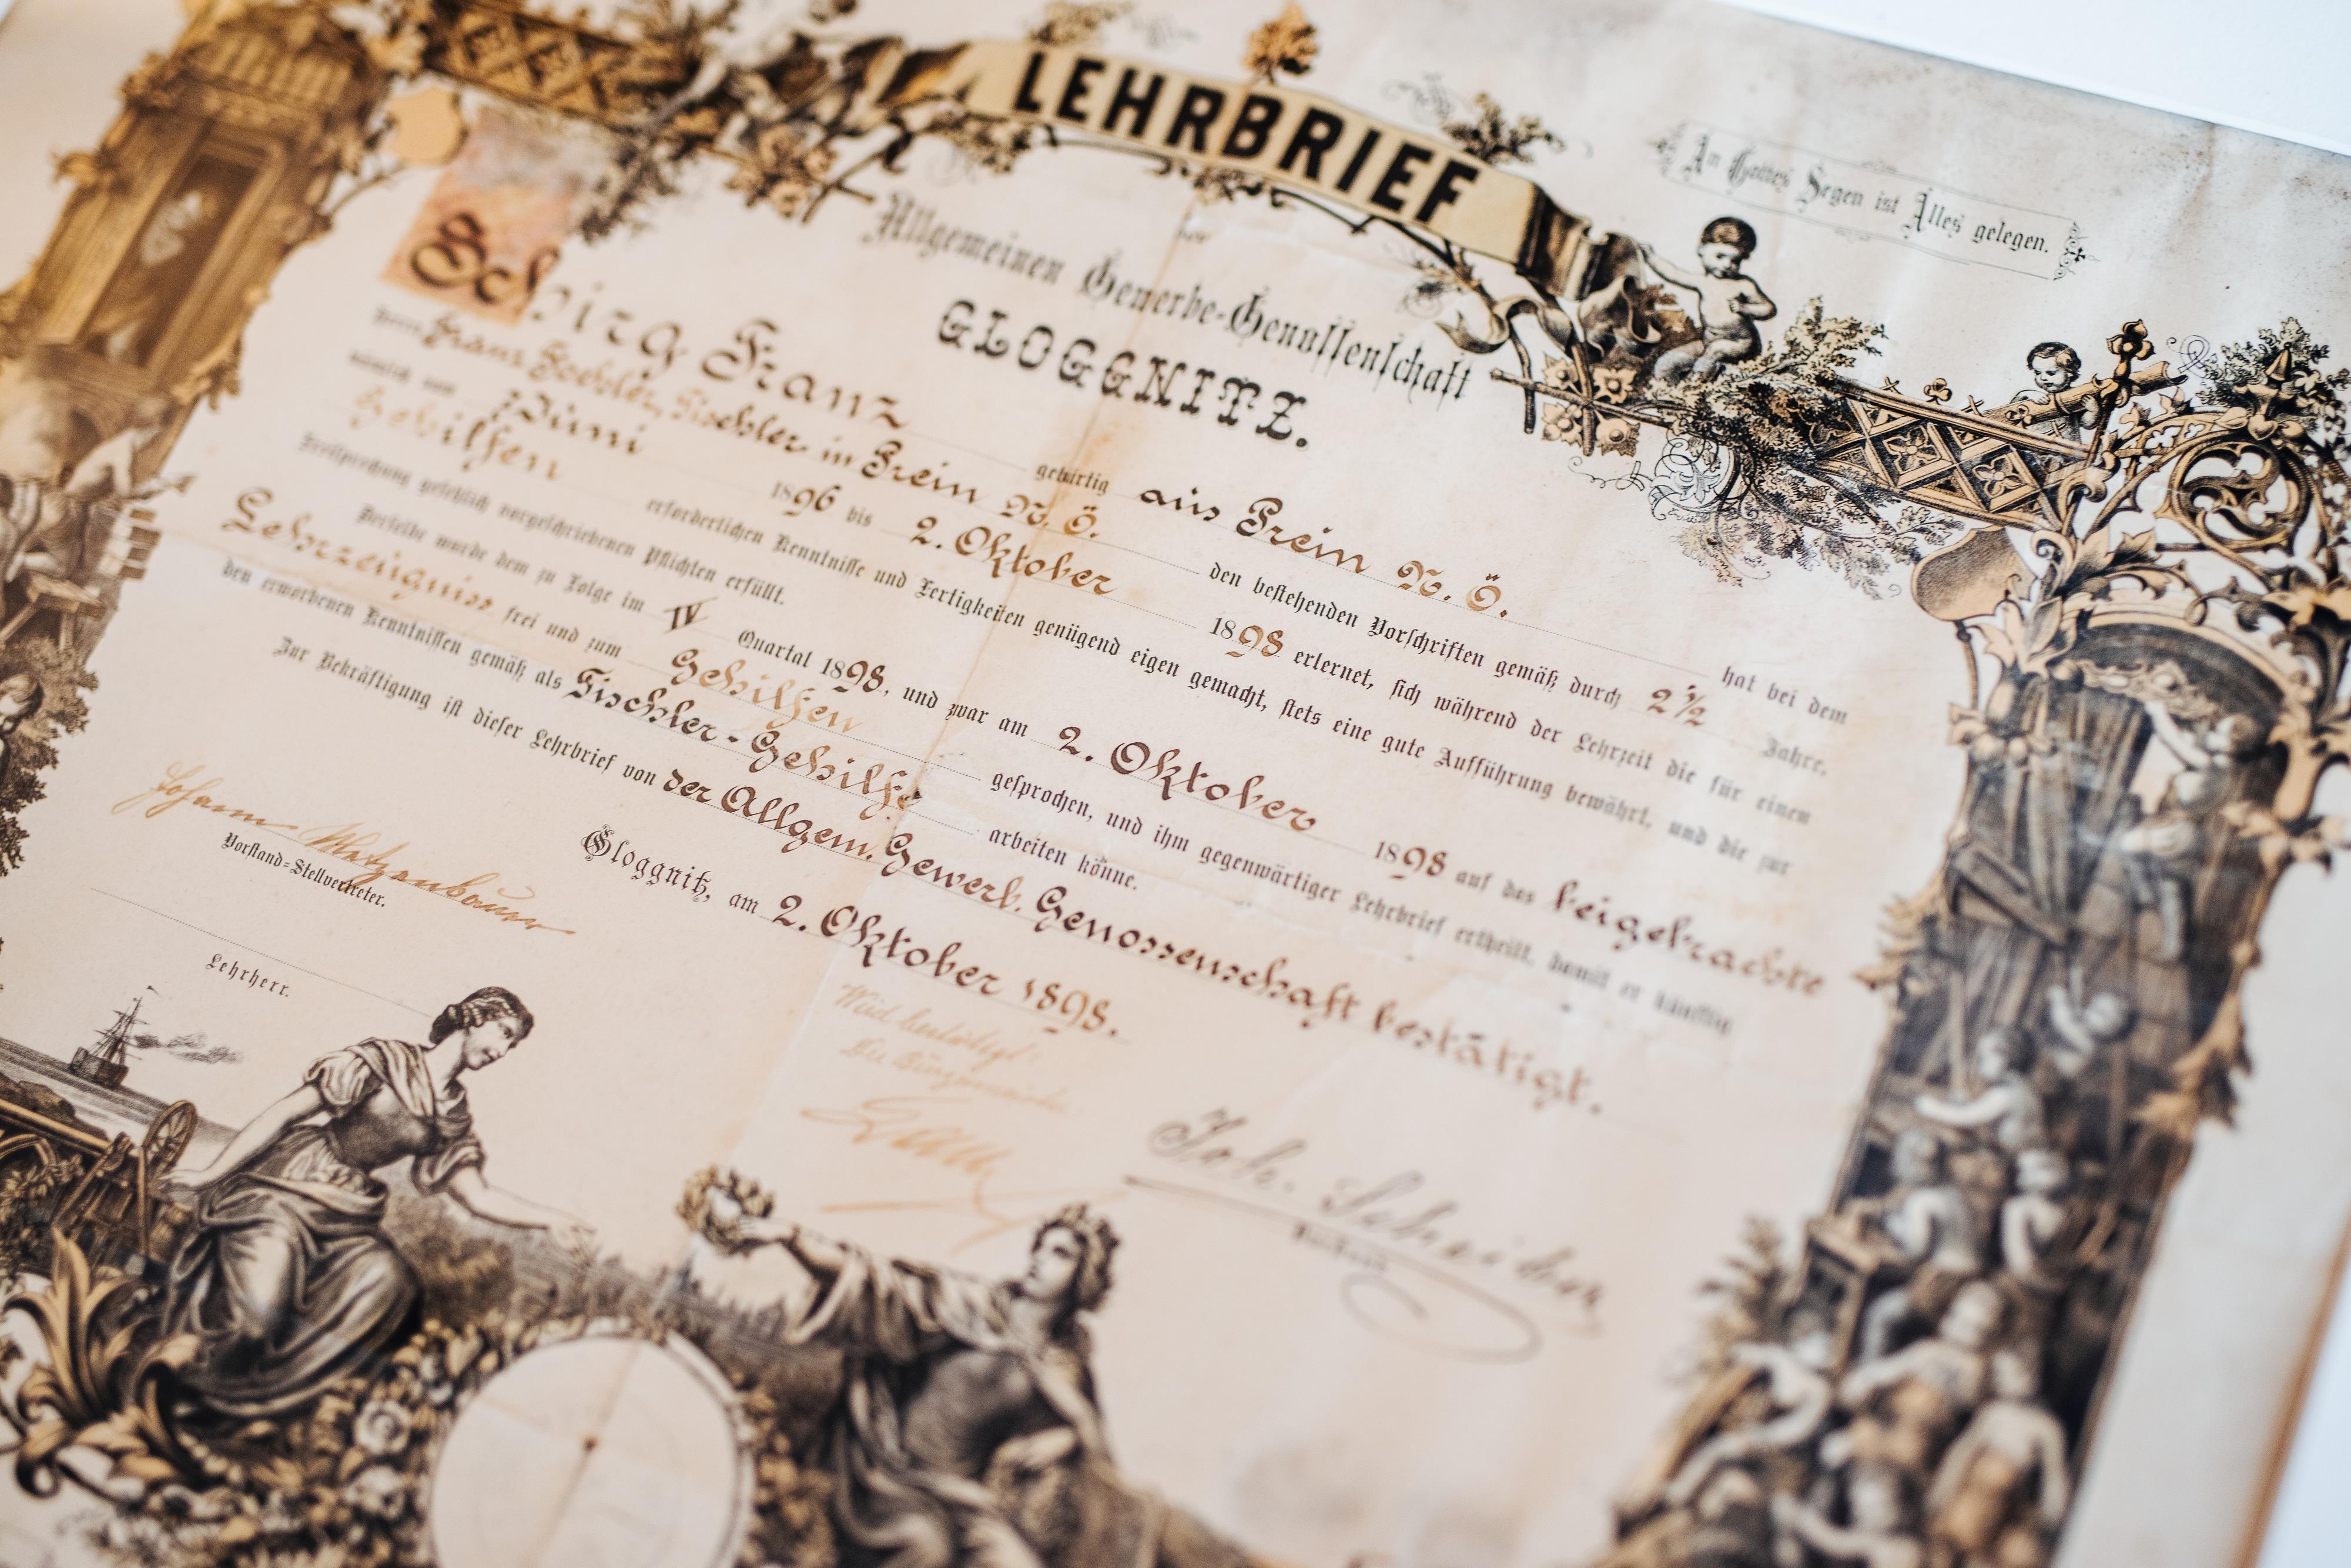 LEHRBRIEF
An Gottes Segen ist Alles gelegen.
der
Allgemeinen Gewerbe-Genossenschaft
GLOGGNITZ.
Franz gebürtig aus Prein N. Ö. hat bei dem
Herrn Franz Tischler in Prein N. Ö. den bestehenden Vorschriften gemäß durch 2½ Jahre,
nämlich vom Juni 1896 bis 2. Oktober 1898 erlernet, sich während der Lehrzeit die für einen
Gehilfen erforderlichen Kenntnisse und Fertigkeiten genügend eigen gemacht, stets eine gute Aufführung bewährt, und die zur
Freisprechung gesetzlich vorgeschriebenen Pflichten erfüllt.
Derselbe wurde dem zu Folge im IV Quartal 1898, und zwar am 2. Oktober 1898 auf das beigebrachte
Lehrzeugniss frei und zum Gehilfen gesprochen, und ihm gegenwärtiger Lehrbrief ertheilt, damit er künftig
den erworbenen Kenntnissen gemäß als Tischler-Gehilfe arbeiten könne.
Zur Bekräftigung ist dieser Lehrbrief von der Allgem. Gewerb. Genossenschaft bestätigt.
Gloggnitz, am 2. Oktober 1898.
Johann
Vorstand-Stellvertreter.
Lehrherr.
Joh.